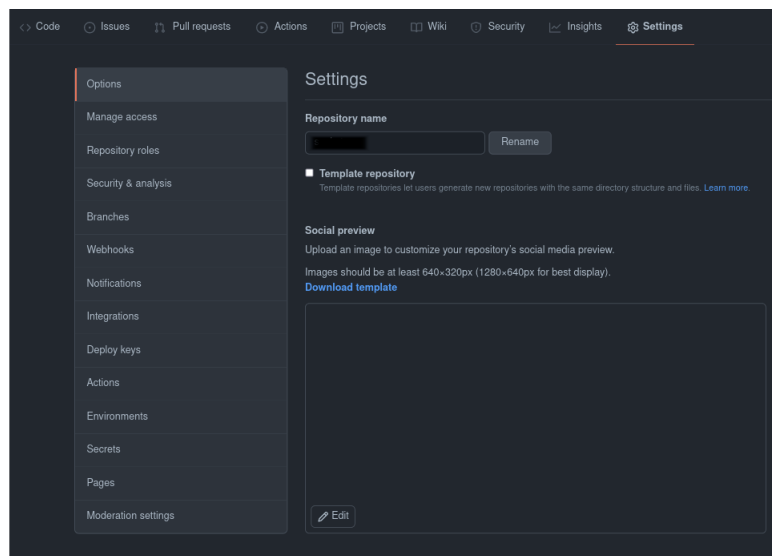 Code Issues Pull requests Actions Projects Wiki Security Insights Settings
Options
Manage access
Repository roles
Security & analysis
Branches
Webhooks
Notifications
Integrations
Deploy keys
Actions
Environments
Secrets
Pages
Moderation settings
Settings
Repository name
Rename
Template repository
Template repositories let users generate new repositories with the same directory structure and files. Learn more.
Social preview
Upload an image to customize your repository's social media preview.
Images should be at least 640×320px (1280×640px for best display).
Download template
Edit